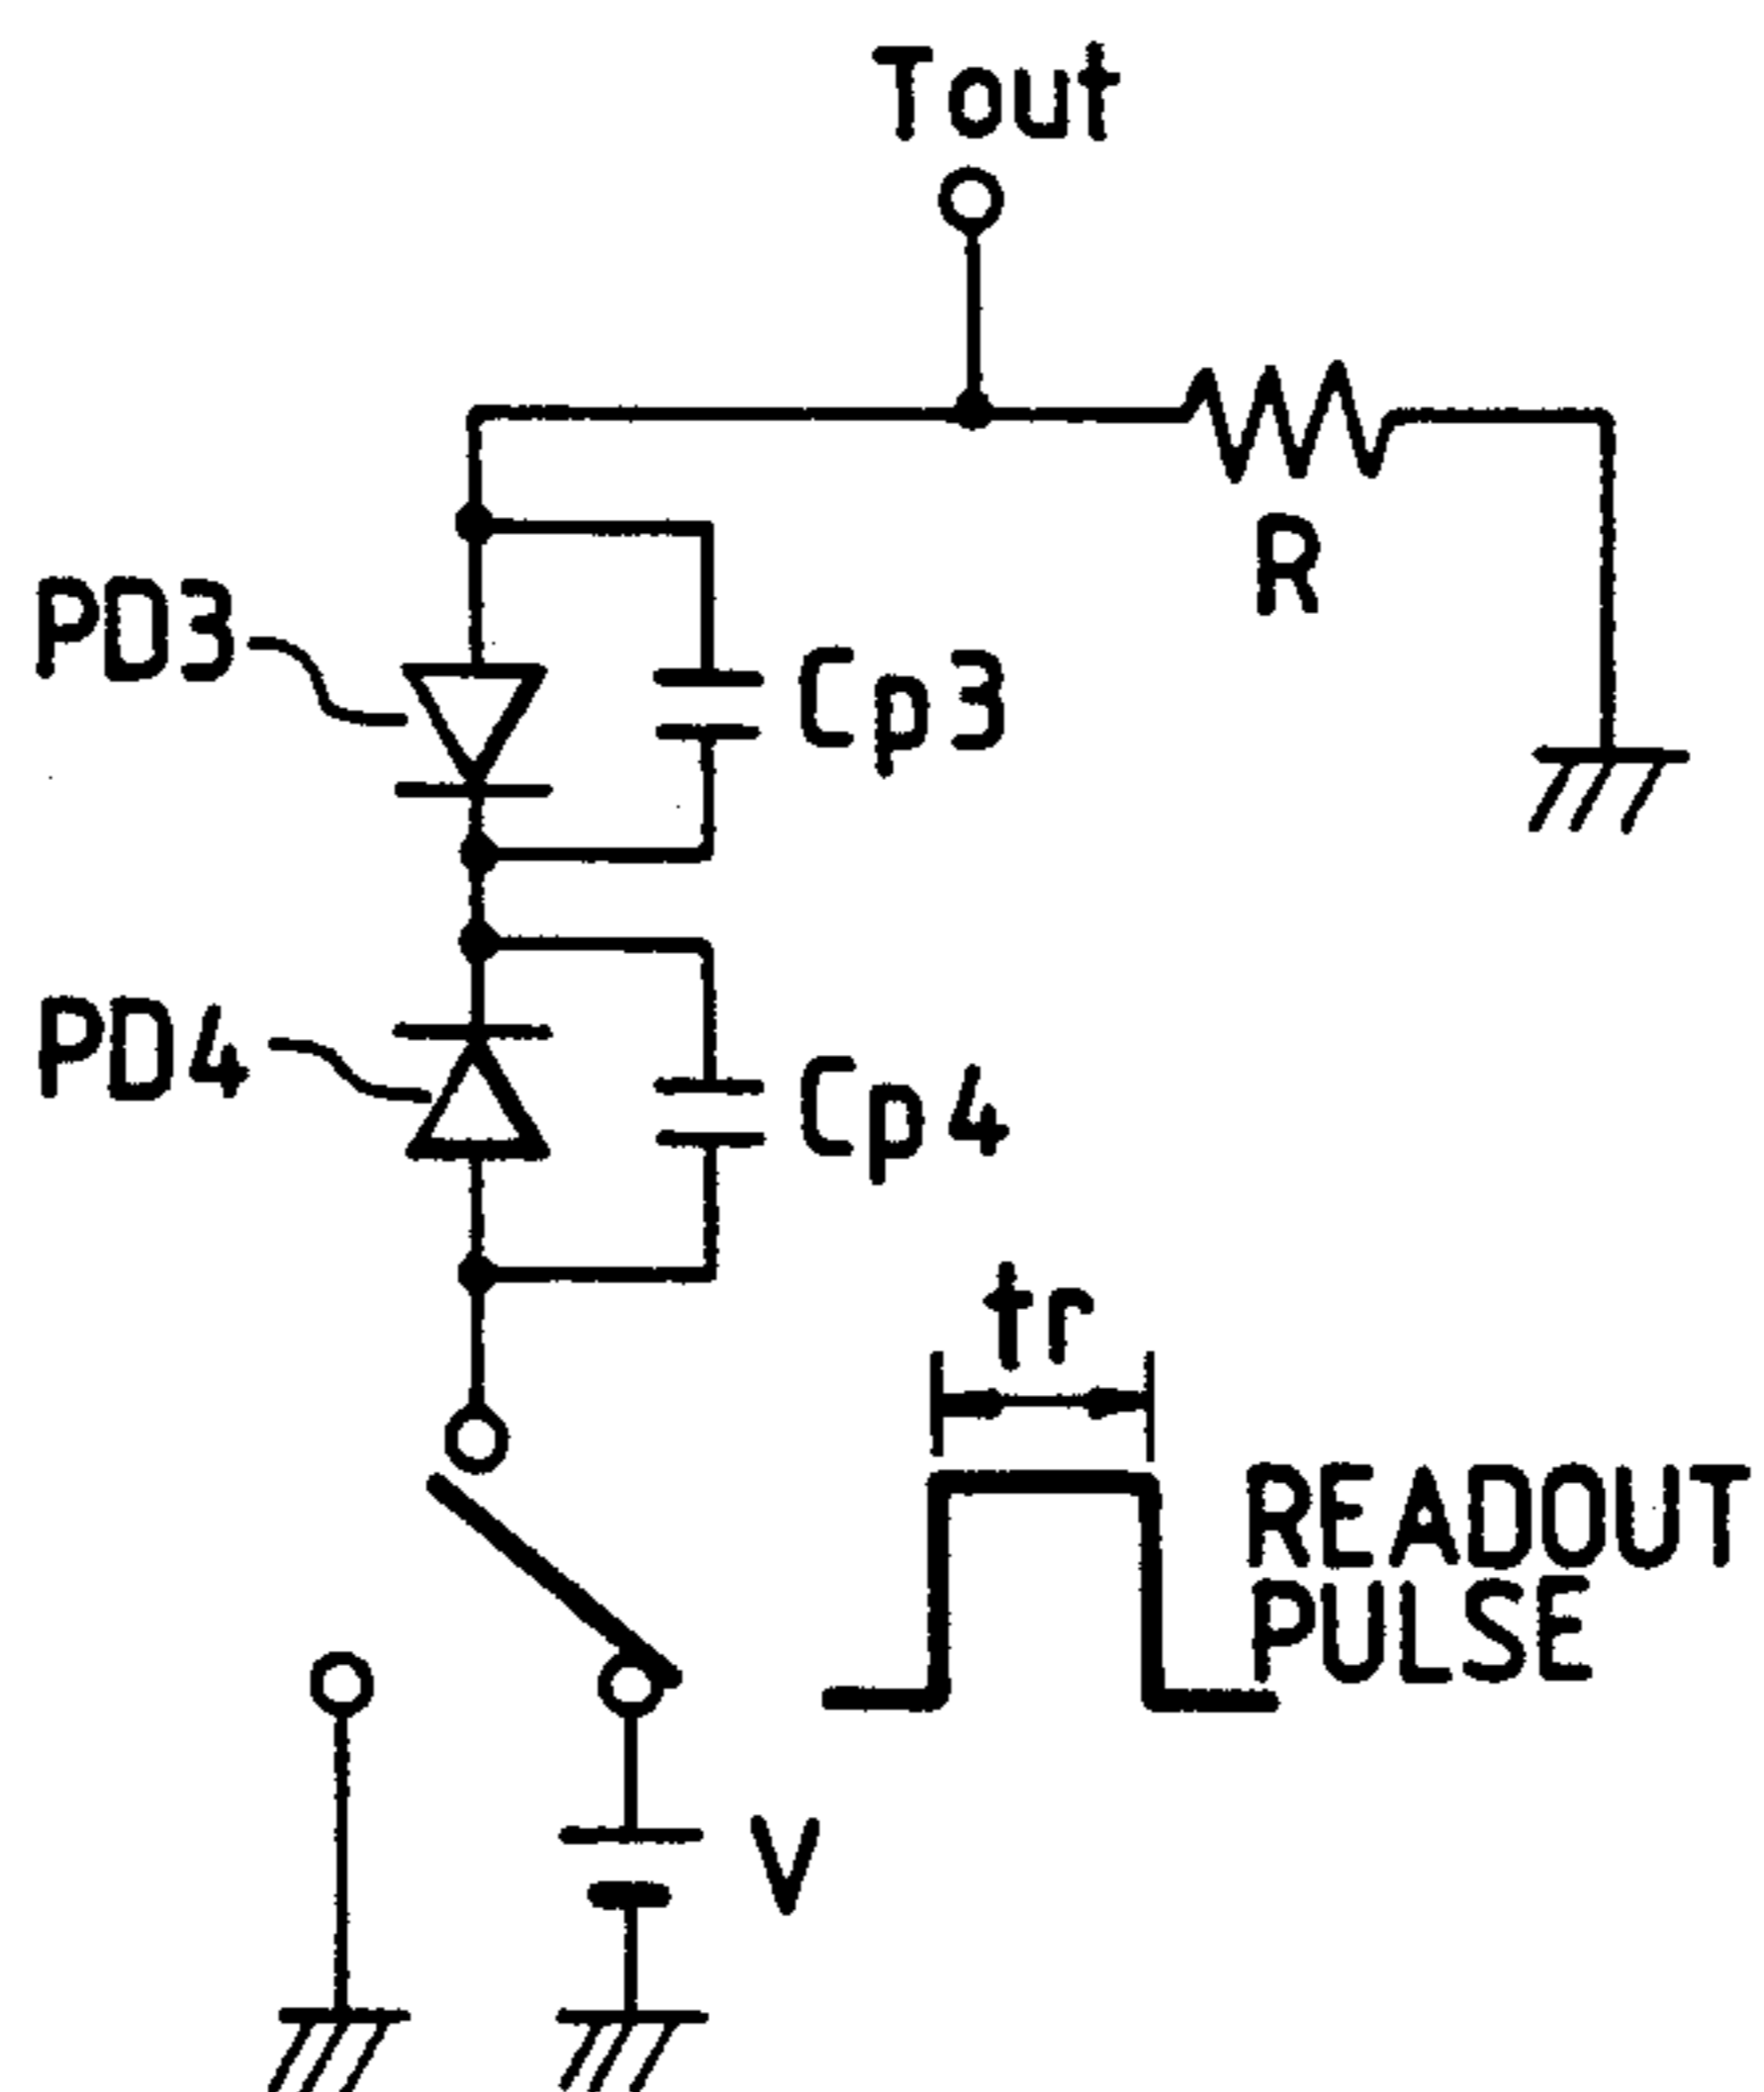 Tout
R
PD3
Cp3
PD4
Cp4
tr
READOUT
PULSE
V